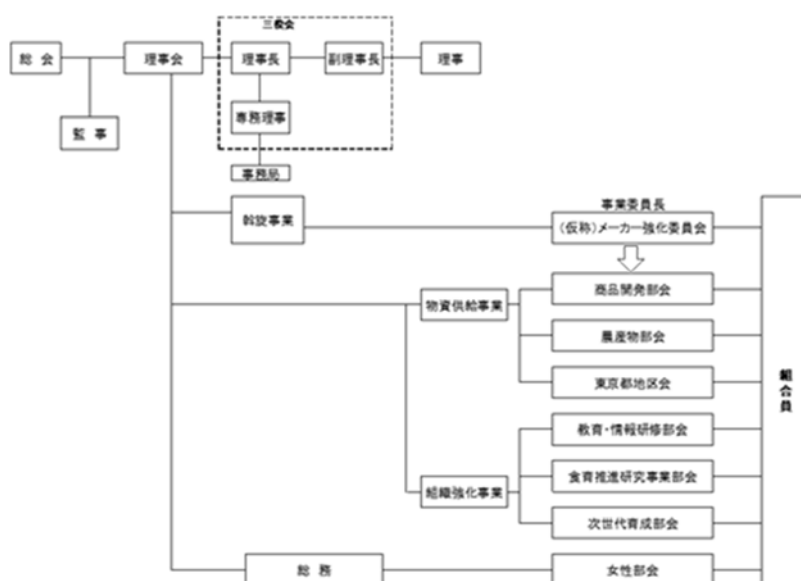 三役会
総会
理事会
理事長
副理事長
理事
監事
専務理事
事務局
斡旋事業
事業委員長
(仮称)メーカー強化委員会
物資供給事業
商品開発部会
農産物部会
東京都地区会
組合員
組織強化事業
教育・情報研修部会
食育推進研究事業部会
次世代育成部会
総務
女性部会